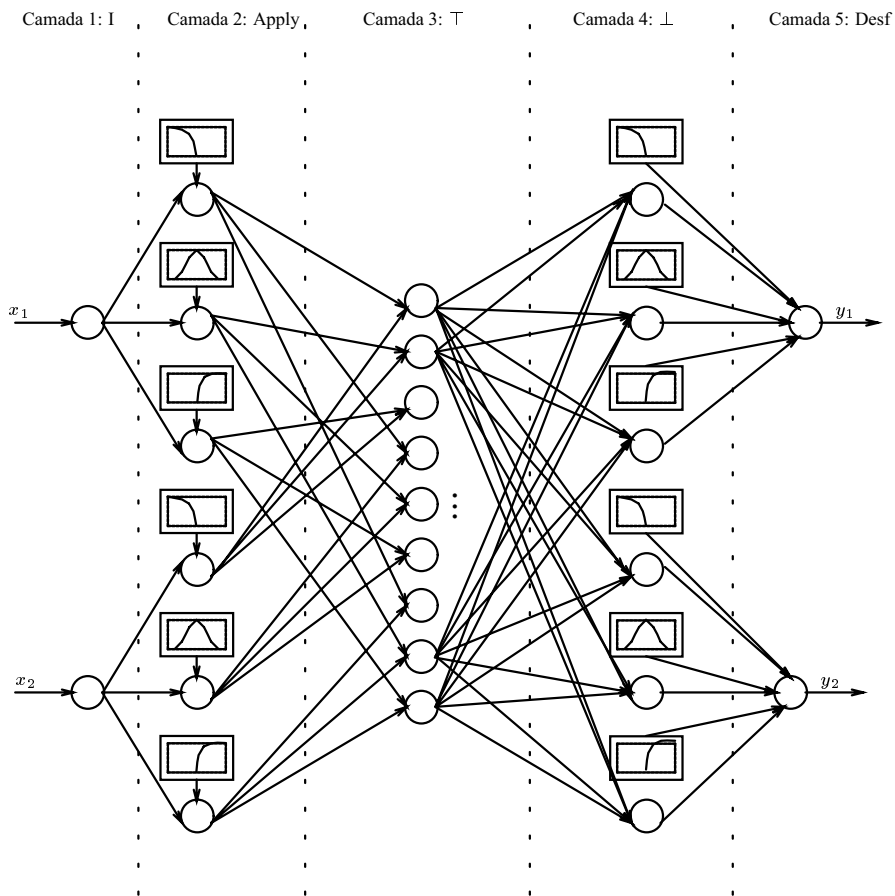 Camada 1: I
Camada 2: Apply
Camada 3: ⊤
Camada 4: ⊥
Camada 5: Desf
x1
y1
x2
y2